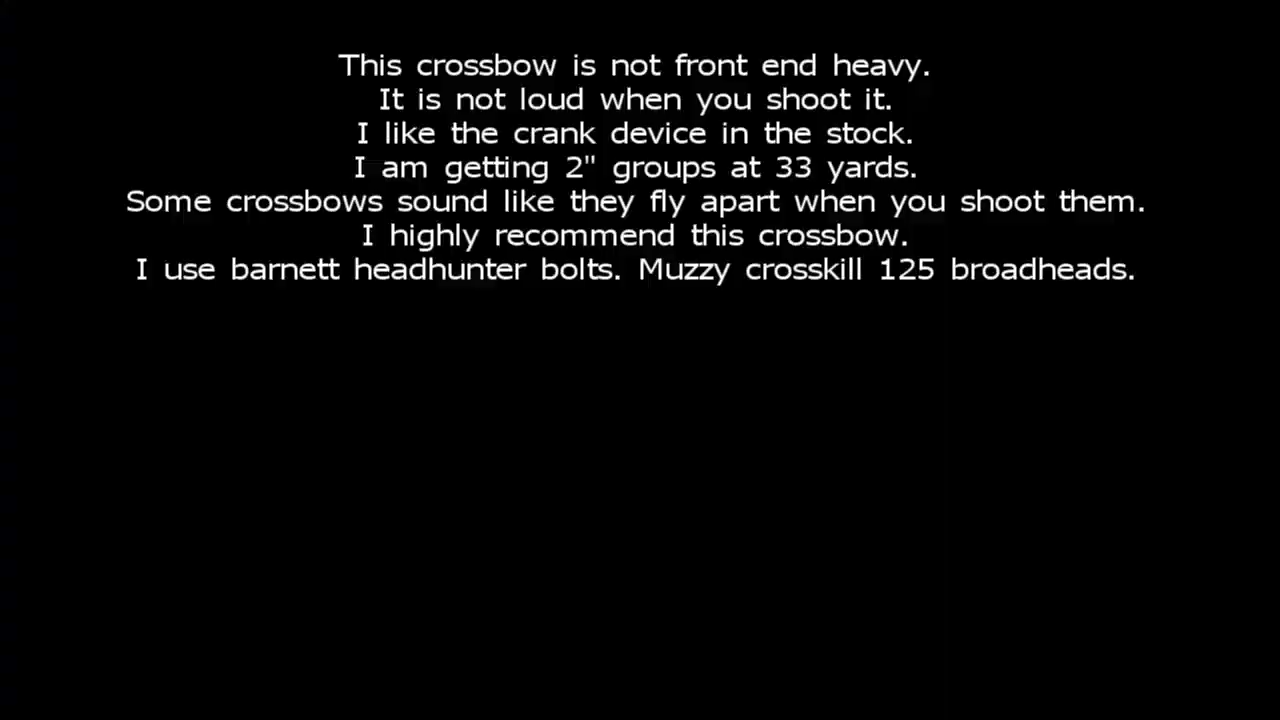 This crossbow is not front end heavy.
It is not loud when you shoot it.
I like the crank device in the stock.
I am getting 2" groups at 33 yards.
Some crossbows sound like they fly apart when you shoot them.
I highly recommend this crossbow.
I use barnett headhunter bolts. Muzzy crosskill 125 broadheads.